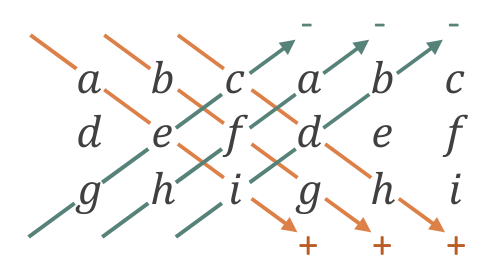 - - -
a b c a b c
d e f d e f
g h i g h i
+ + +